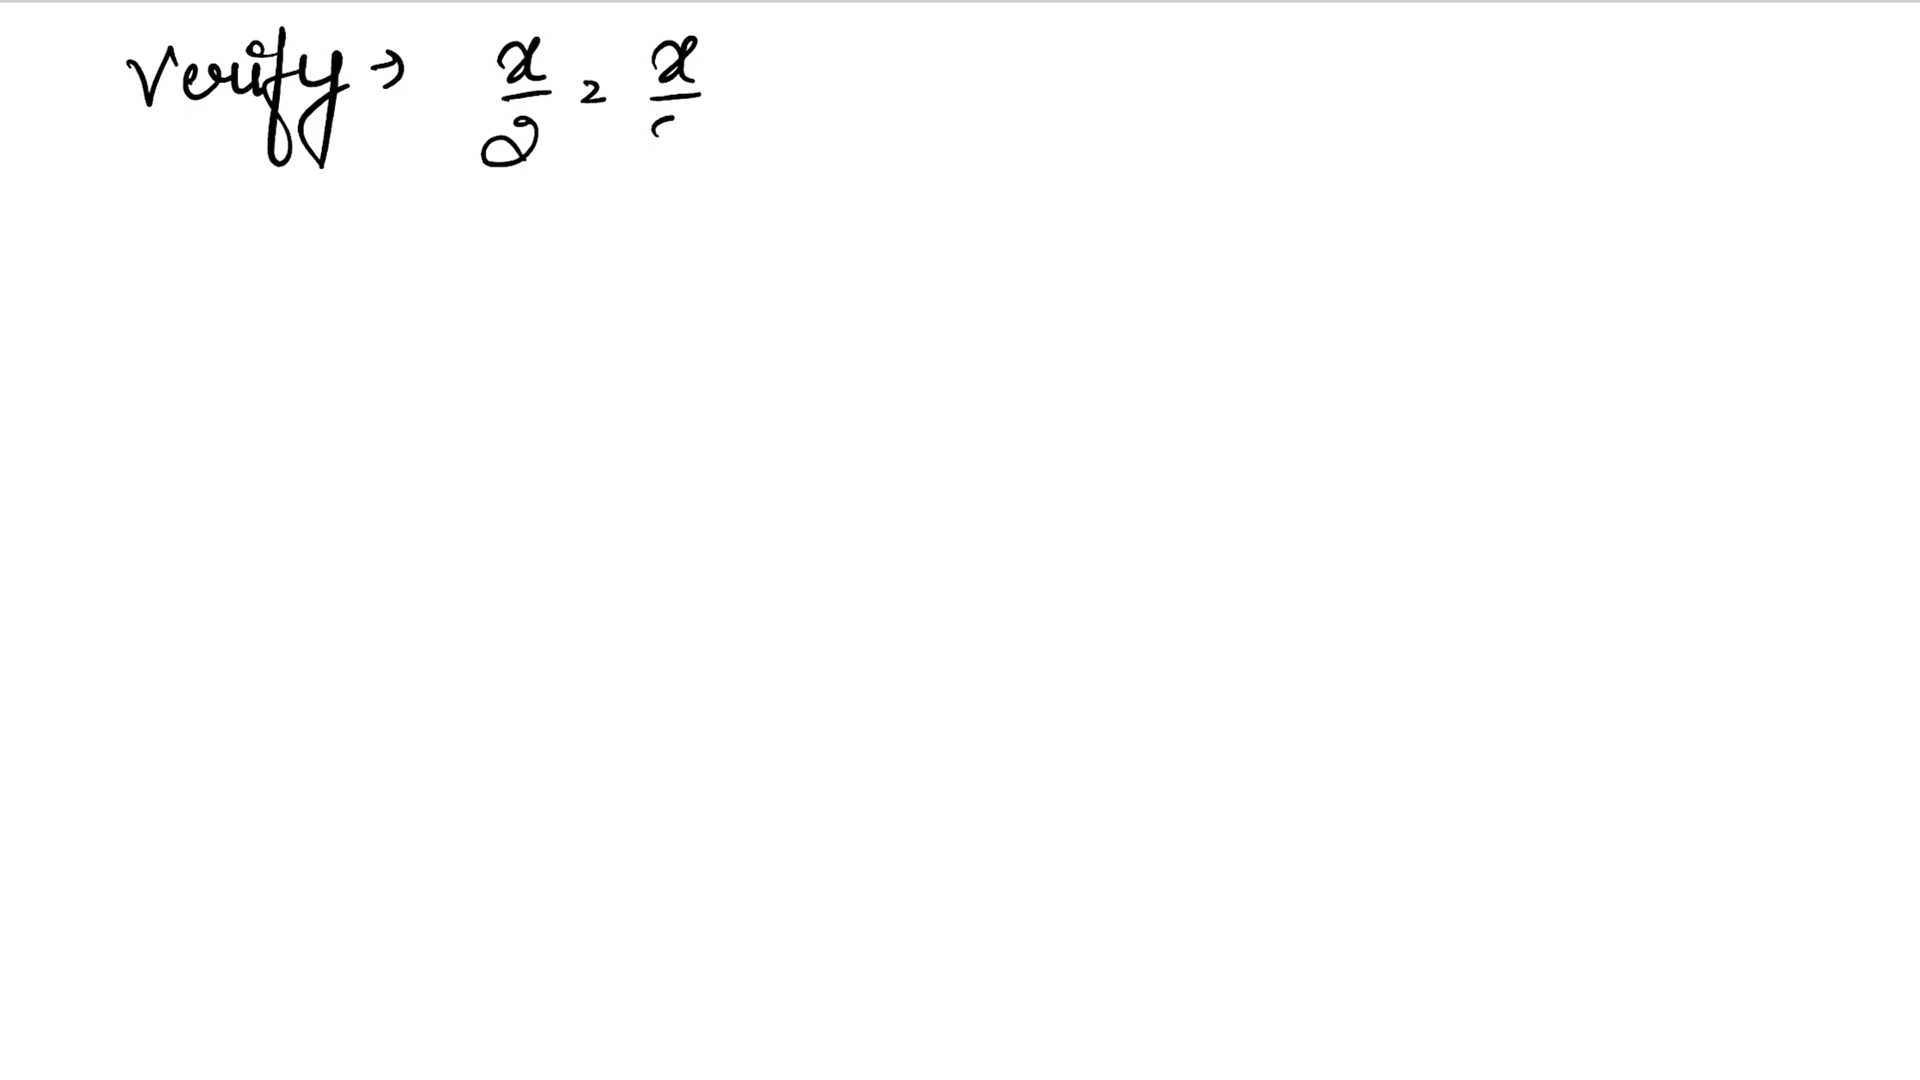 Verify → x/2 = x/